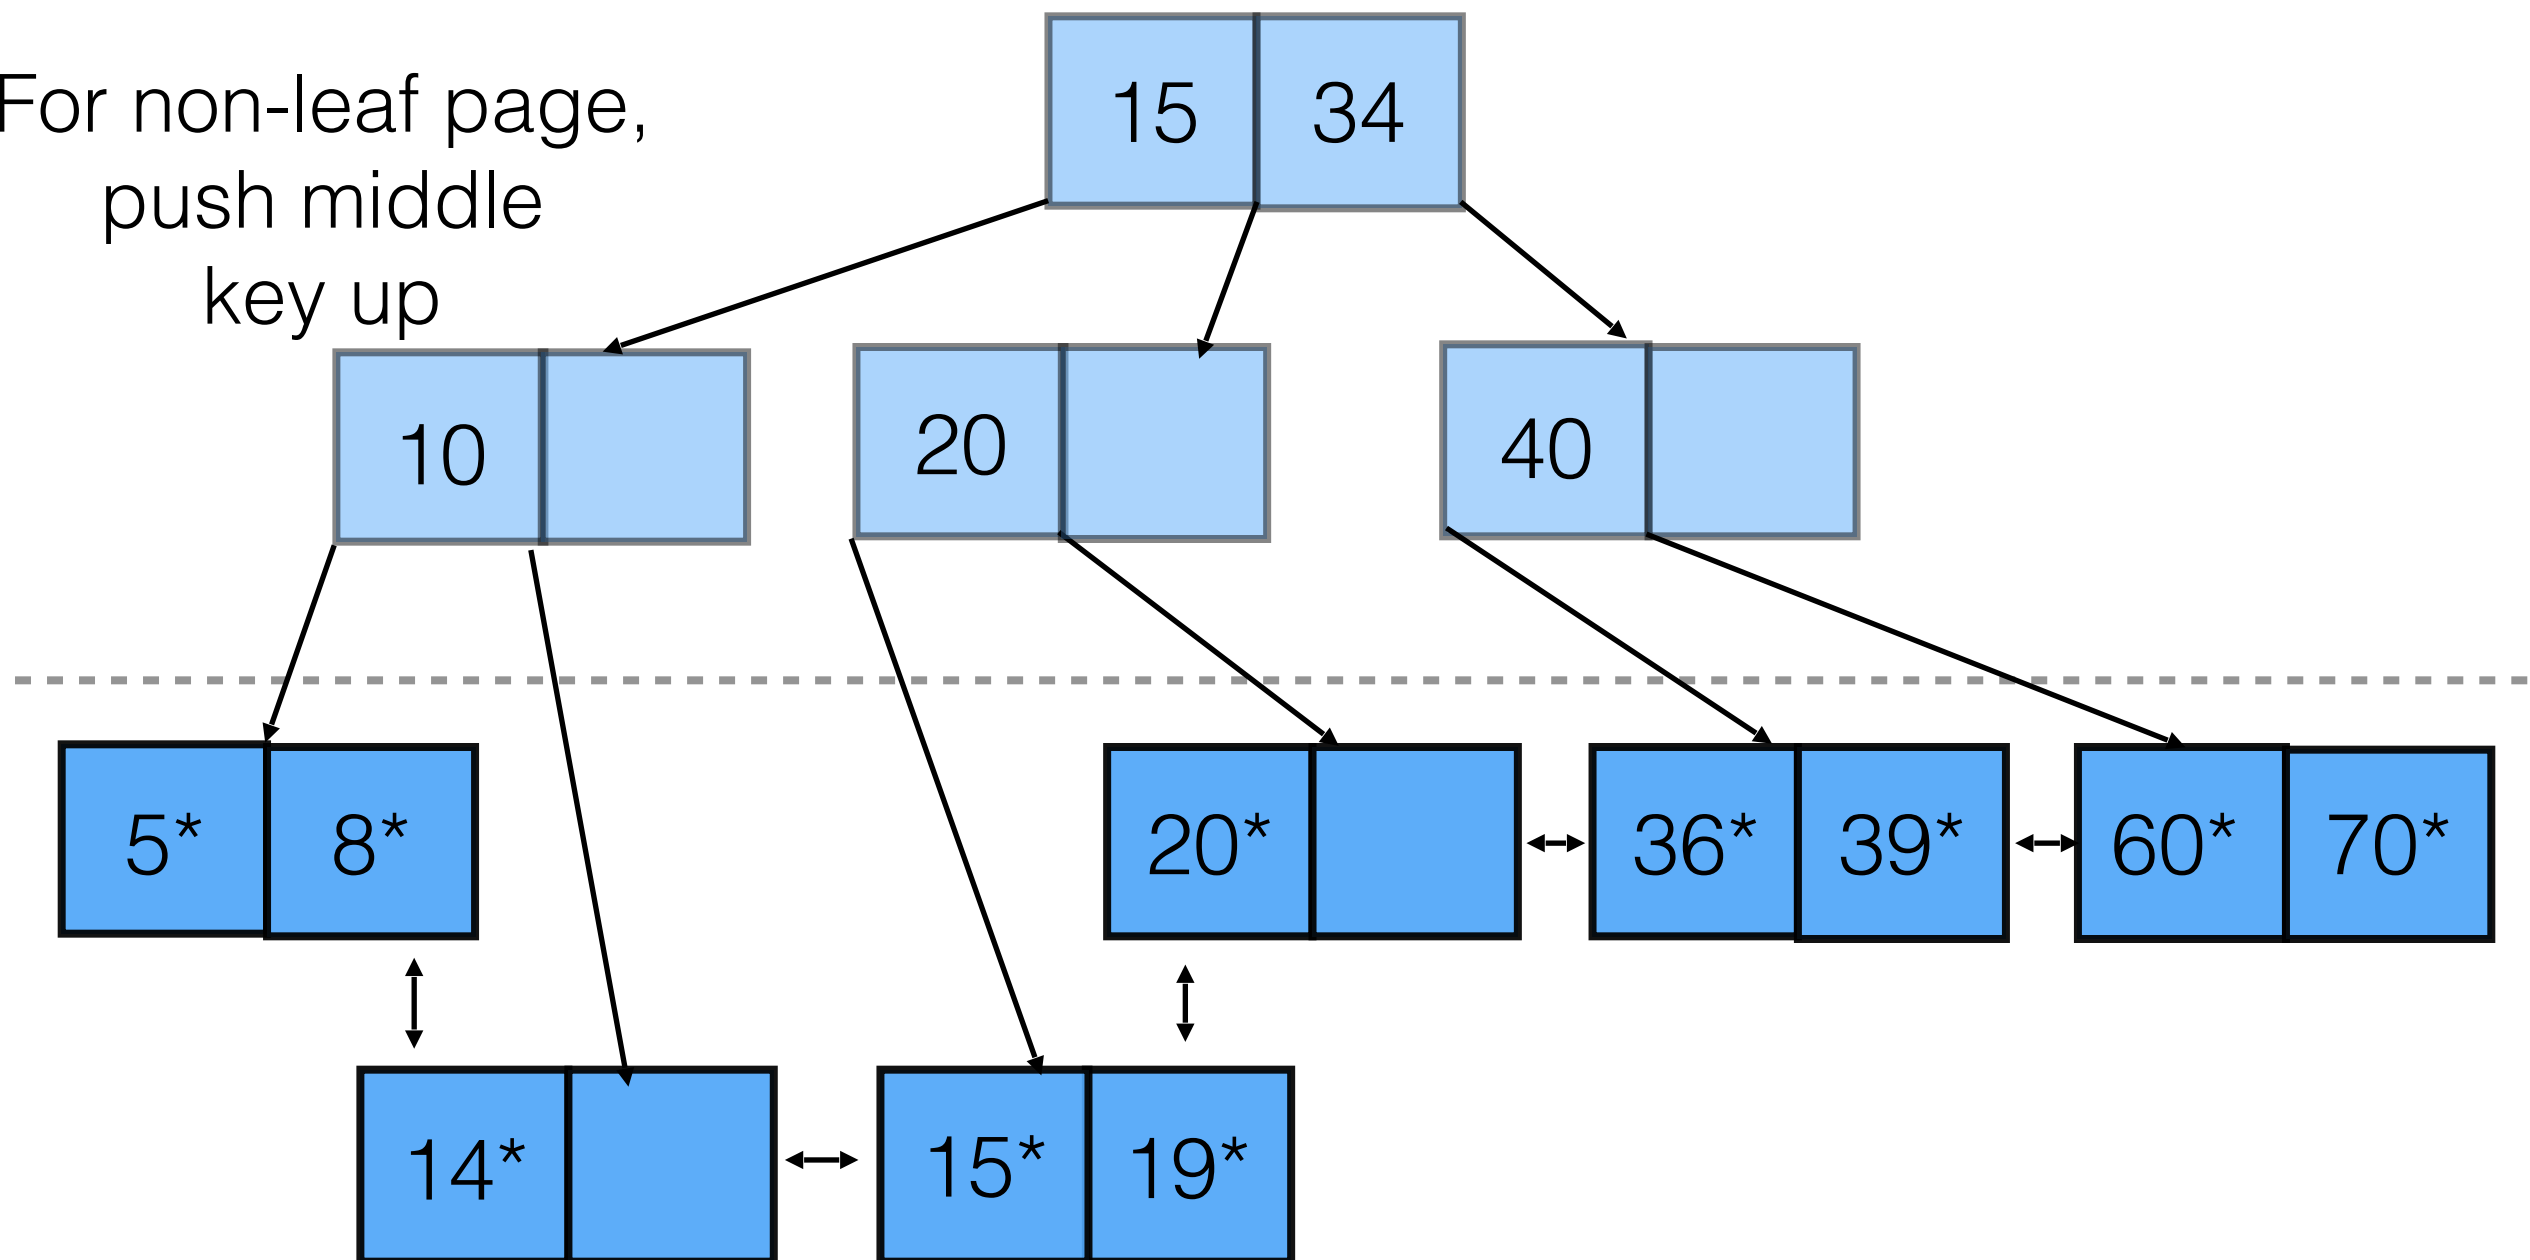 For non-leaf page,
push middle
key up
15 34
10 20 40
5* 8* 20* 36* 39* 60* 70*
14* 15* 19*